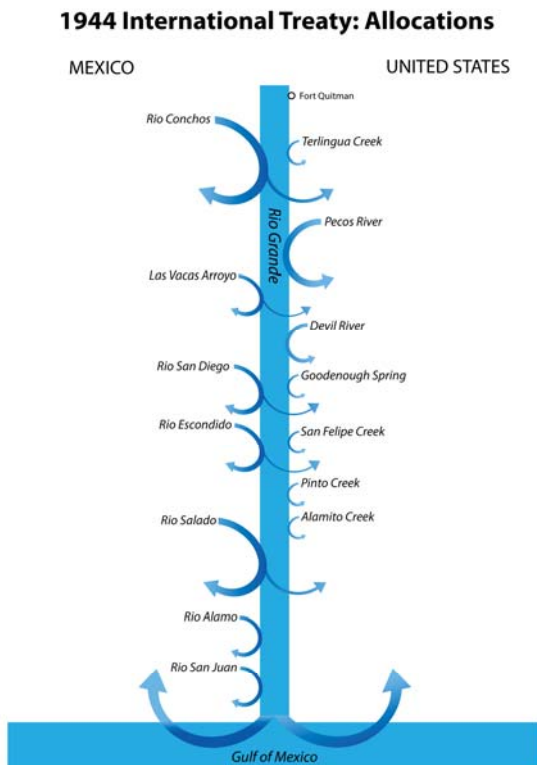 1944 International Treaty: Allocations
MEXICO
UNITED STATES
Fort Quitman
Rio Conchos
Terlingua Creek
Rio Grande
Pecos River
Las Vacas Arroyo
Devil River
Rio San Diego
Goodenough Spring
Rio Escondido
San Felipe Creek
Pinto Creek
Rio Salado
Alamito Creek
Rio Alamo
Rio San Juan
Gulf of Mexico